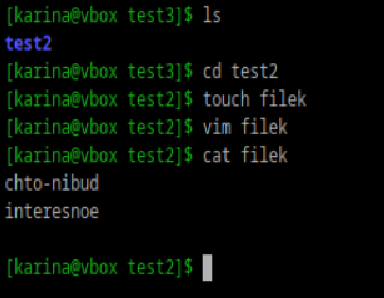 [karina@vbox test3]$ ls
test2
[karina@vbox test3]$ cd test2
[karina@vbox test2]$ touch filek
[karina@vbox test2]$ vim filek
[karina@vbox test2]$ cat filek
chto-nibud
interesnoe
[karina@vbox test2]$